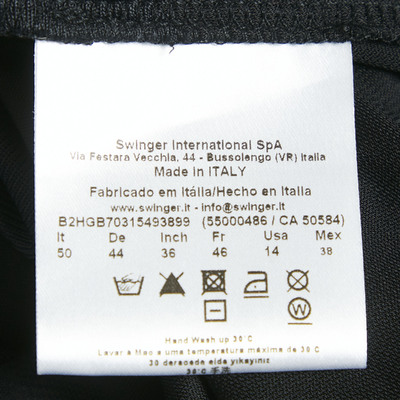 Swinger International SpA
Via Festara Vecchia, 44 - Bussolengo (VR) Italia
Made in ITALY
Fabricado em Itália/Hecho en Italia
www.swinger.it - info@swinger.it
B2HGB70315493899 (55000486 / CA 50584)
It De Inch Fr Usa Mex
50 44 36 46 14 38
W
Hand Wash up 30°C
Lavar à Mao a uma temperatura máxima de 30°C
30 derecede elde yıkayınız
30°C